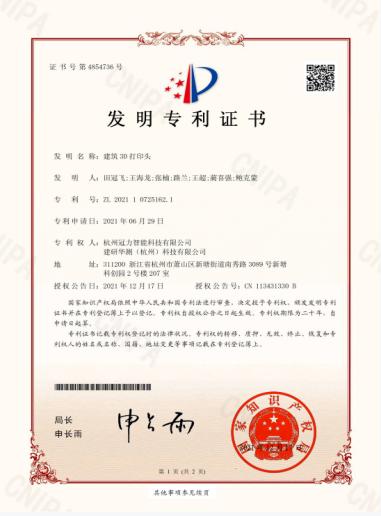 证书号第4854736号
发明专利证书
发明名称：建筑3D打印头
发明人：田冠飞;王海龙;张楠;路兰;王超;蔺喜强;鲍克蒙
专利号：ZL 2021 1 0725162.1
专利申请日：2021年06月29日
专利权人：杭州冠力智能科技有限公司
建研华测（杭州）科技有限公司
地址：311200 浙江省杭州市萧山区新塘街道南秀路3089号新塘
科创园2号楼207室
授权公告日：2021年12月17日 授权公告号：CN 113431330 B
国家知识产权局依照中华人民共和国专利法进行审查，决定授予专利权，颁发发明专利
证书并在专利登记簿上予以登记。专利权自授权公告之日起生效。专利权期限为二十年，自
申请日起算。
专利证书记载专利权登记时的法律状况。专利权的转移、质押、无效、终止、恢复和专
利权人的姓名或名称、国籍、地址变更等事项记载在专利登记簿上。
局长
申长雨
申长雨
国家知识产权局
第1页（共2页）
其他事项参见续页
CNIPA